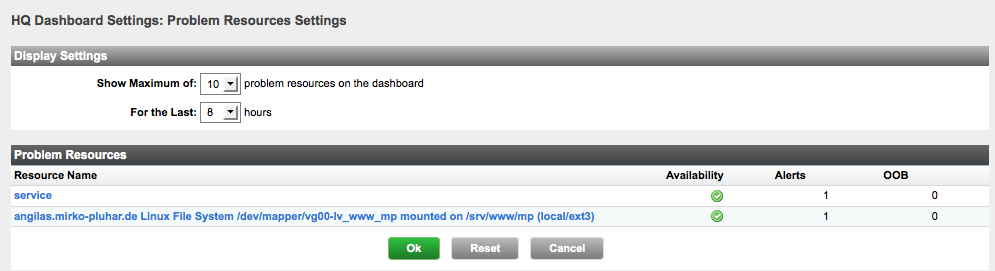 HQ Dashboard Settings: Problem Resources Settings
Display Settings
Show Maximum of: 10 problem resources on the dashboard
For the Last: 8 hours
Problem Resources
Resource Name Availability Alerts OOB
service 1 0
angilas.mirko-pluhar.de Linux File System /dev/mapper/vg00-lv_www_mp mounted on /srv/www/mp (local/ext3) 1 0
Ok Reset Cancel